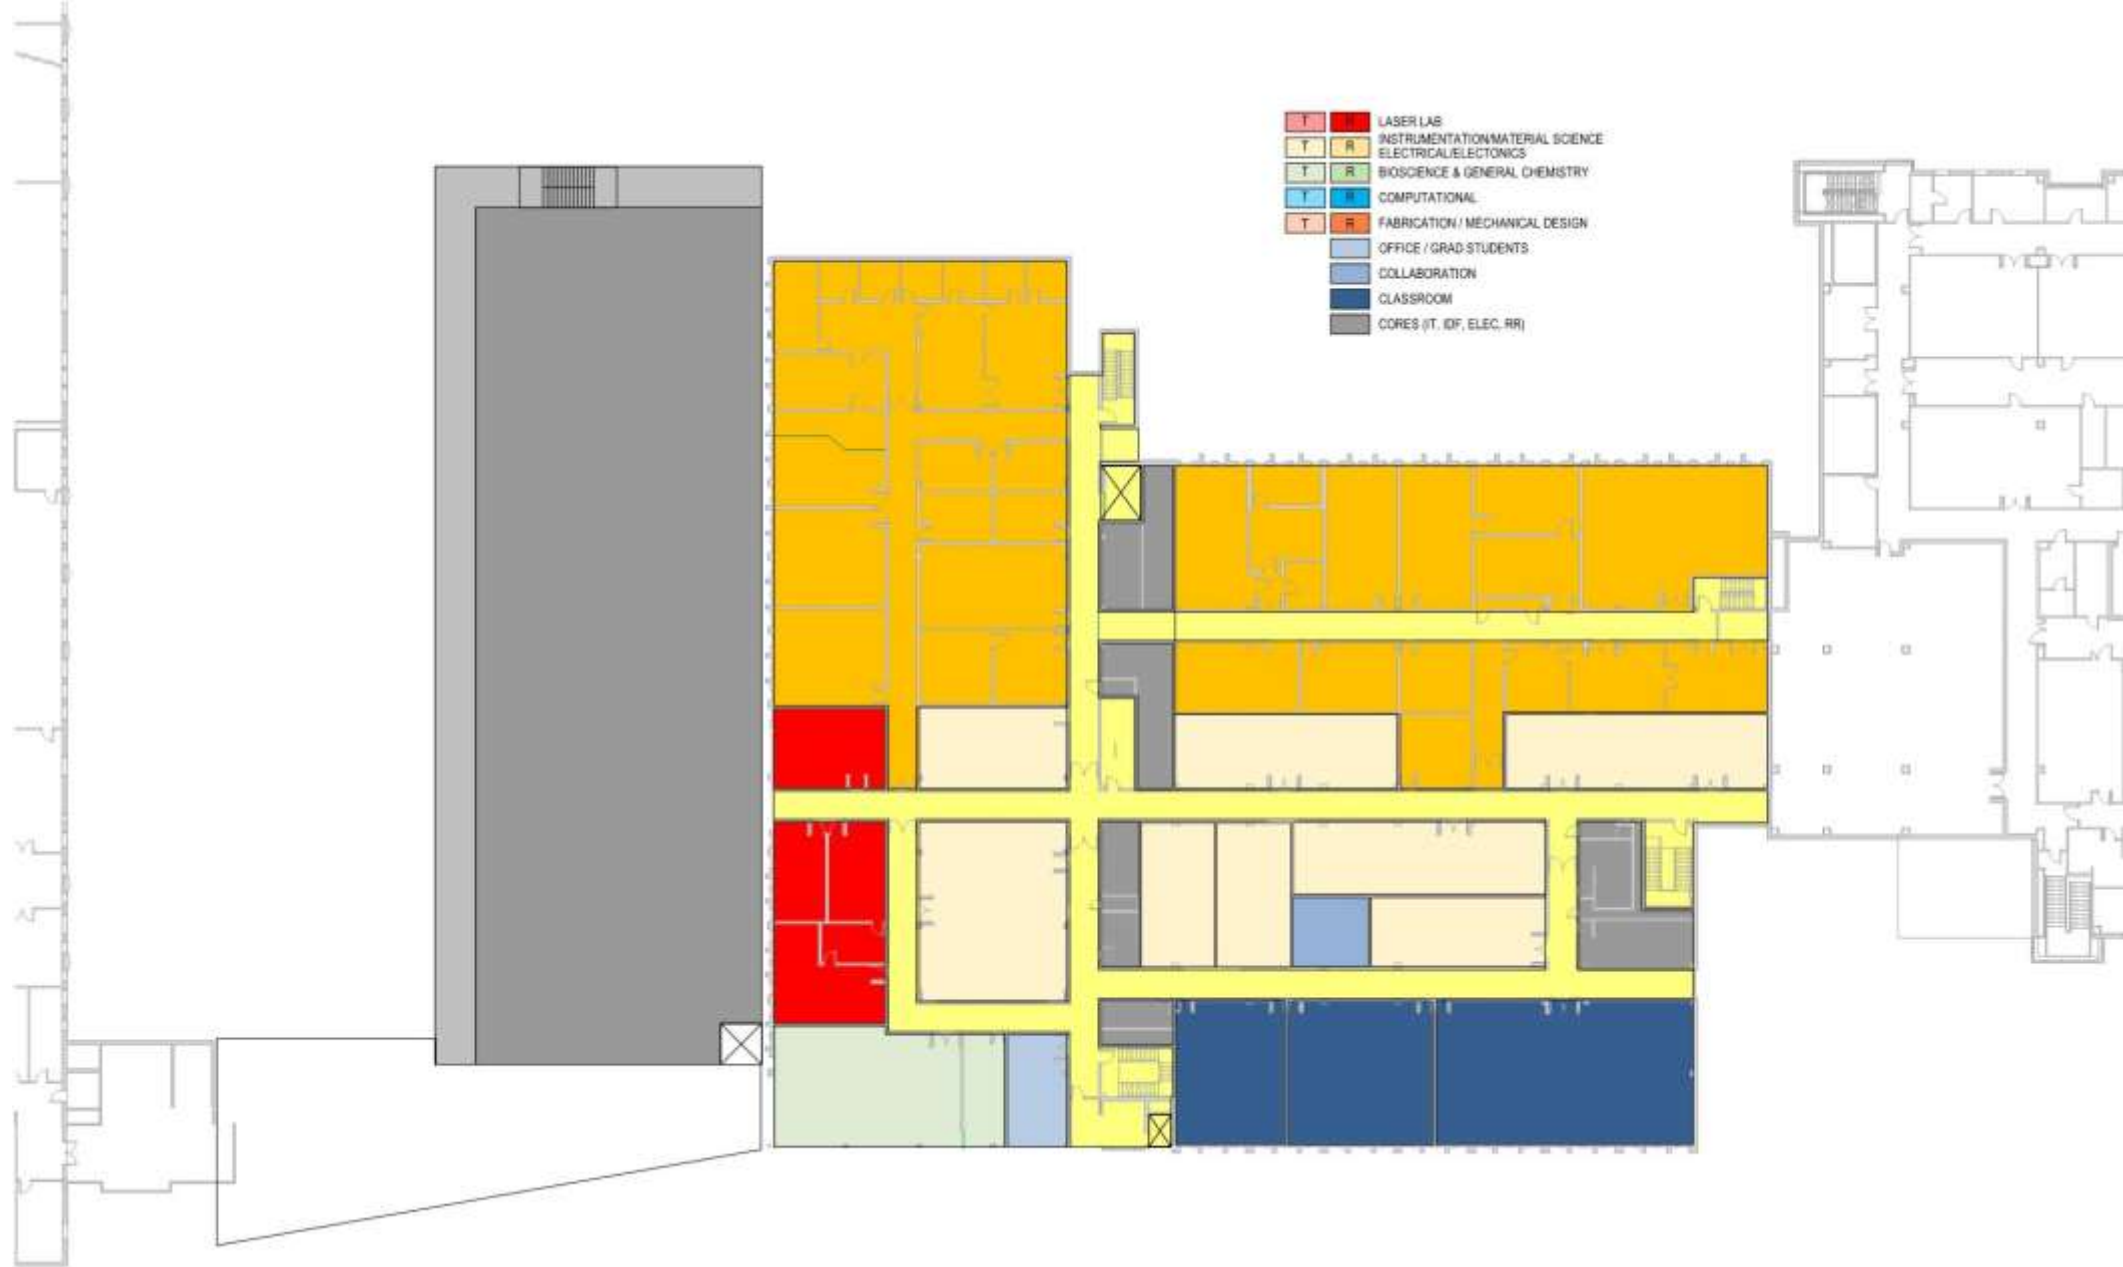 T R LASER LAB
INSTRUMENTATION/MATERIAL SCIENCE
T R ELECTRICAL/ELECTONICS
T R BIOSCIENCE & GENERAL CHEMISTRY
T R COMPUTATIONAL
T R FABRICATION / MECHANICAL DESIGN
OFFICE / GRAD STUDENTS
COLLABORATION
CLASSROOM
CORES (IT, IDF, ELEC, RR)